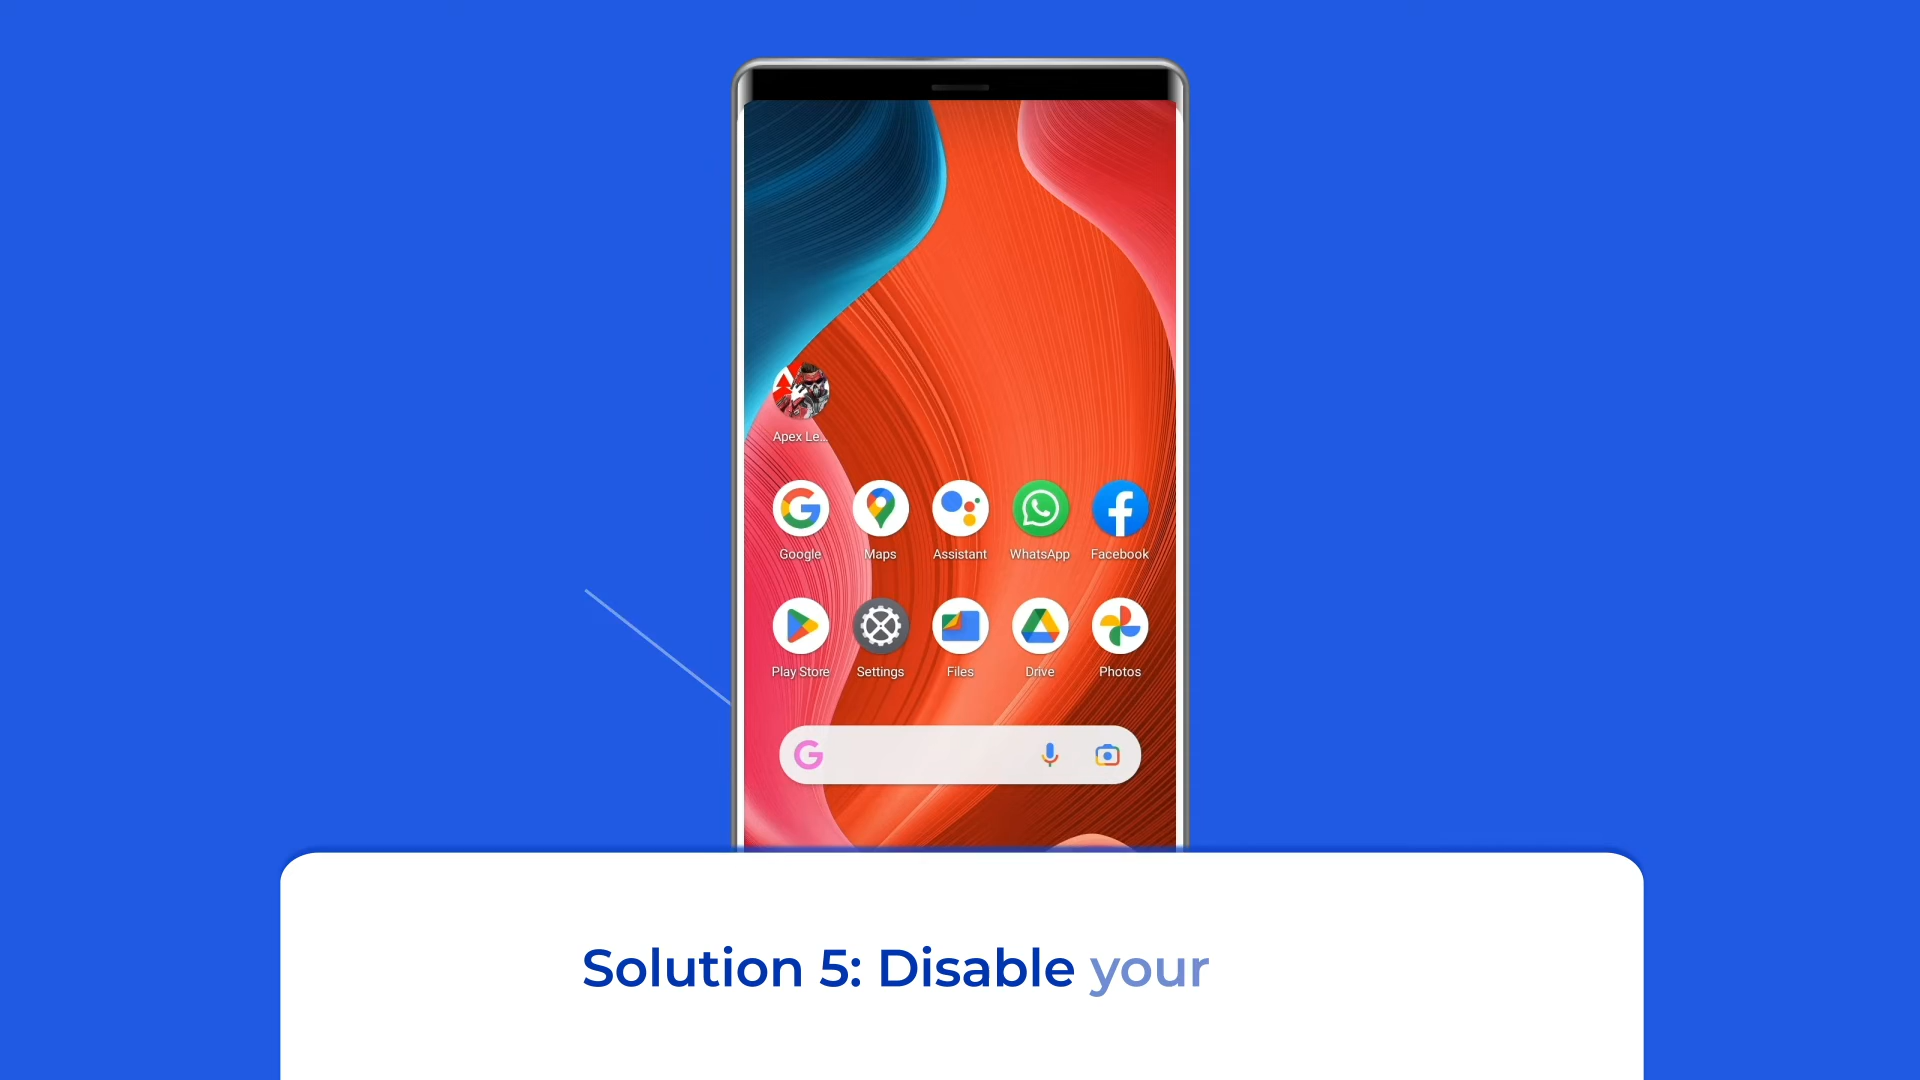 Apex Le...
Google Maps Assistant WhatsApp Facebook
Play Store Settings Files Drive Photos
Solution 5: Disable your